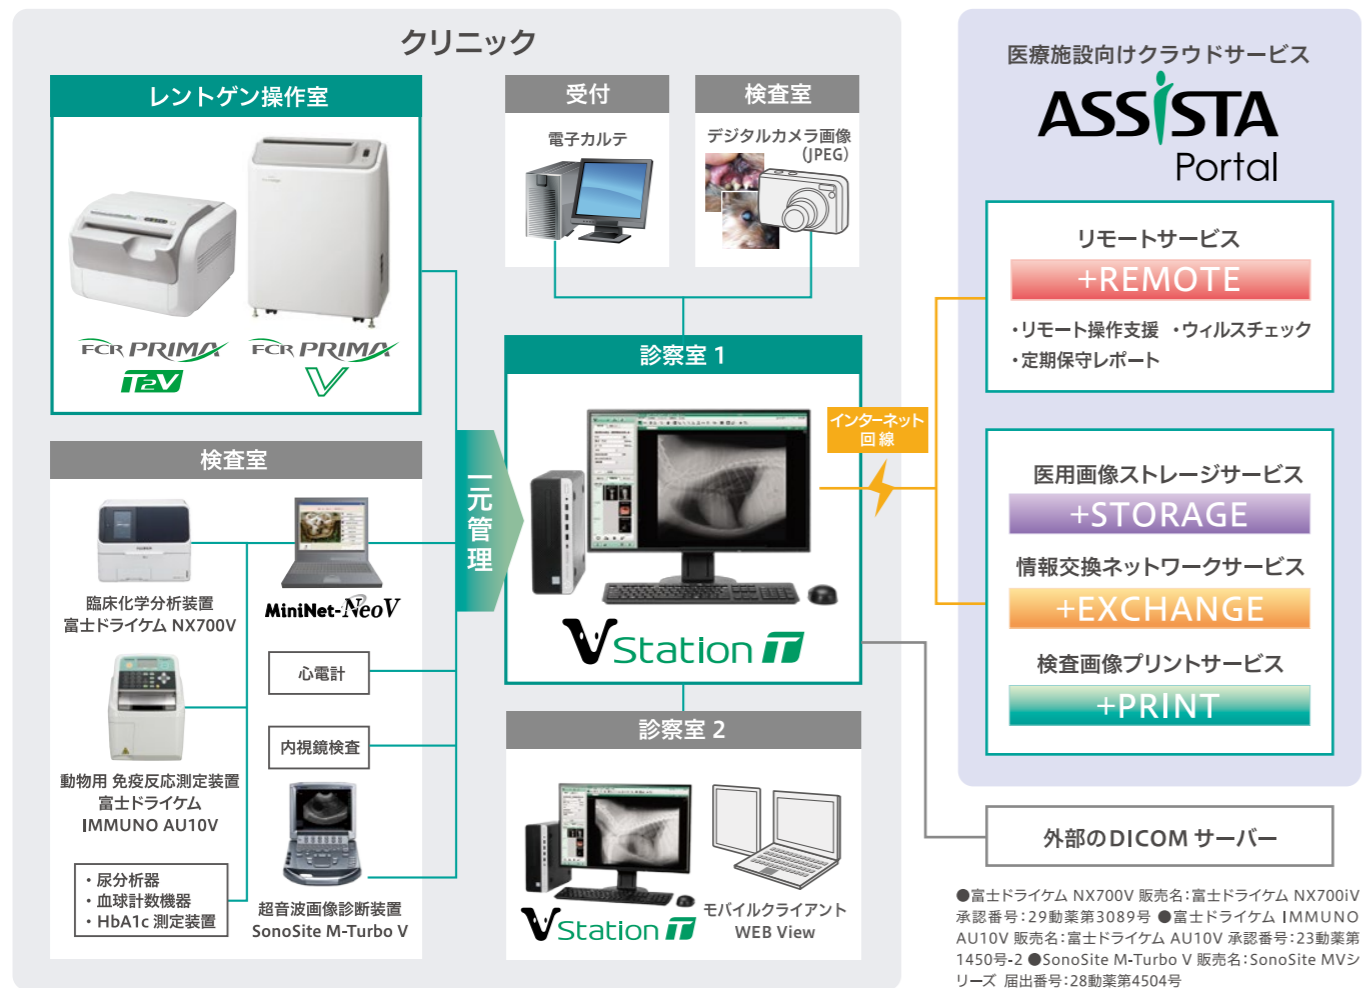 クリニック
レントゲン操作室
FCR PRIMA
T2V
FCR PRIMA
V
受付
電子カルテ
検査室
デジタルカメラ画像
（JPEG）
検査室
臨床化学分析装置
富士ドライケム NX700V
MiniNet-NeoV
心電計
内視鏡検査
動物用 免疫反応測定装置
富士ドライケム
IMMUNO AU10V
・尿分析器
・血球計数機器
・HbA1c 測定装置
超音波画像診断装置
SonoSite M-Turbo V
一元管理
診察室 1
VStation T
診察室 2
VStation T
モバイルクライアント
WEB View
インターネット
回線
医療施設向けクラウドサービス
ASSISTA
Portal
リモートサービス
+REMOTE
・リモート操作支援 ・ウィルスチェック
・定期保守レポート
医用画像ストレージサービス
+STORAGE
情報交換ネットワークサービス
+EXCHANGE
検査画像プリントサービス
+PRINT
外部のDICOM サーバー
●富士ドライケム NX700V 販売名：富士ドライケム NX700iV
承認番号：29動薬第3089号 ●富士ドライケム IMMUNO
AU10V 販売名：富士ドライケム AU10V 承認番号：23動薬第
1450号-2 ●SonoSite M-Turbo V 販売名：SonoSite MVシ
リーズ 届出番号：28動薬第4504号